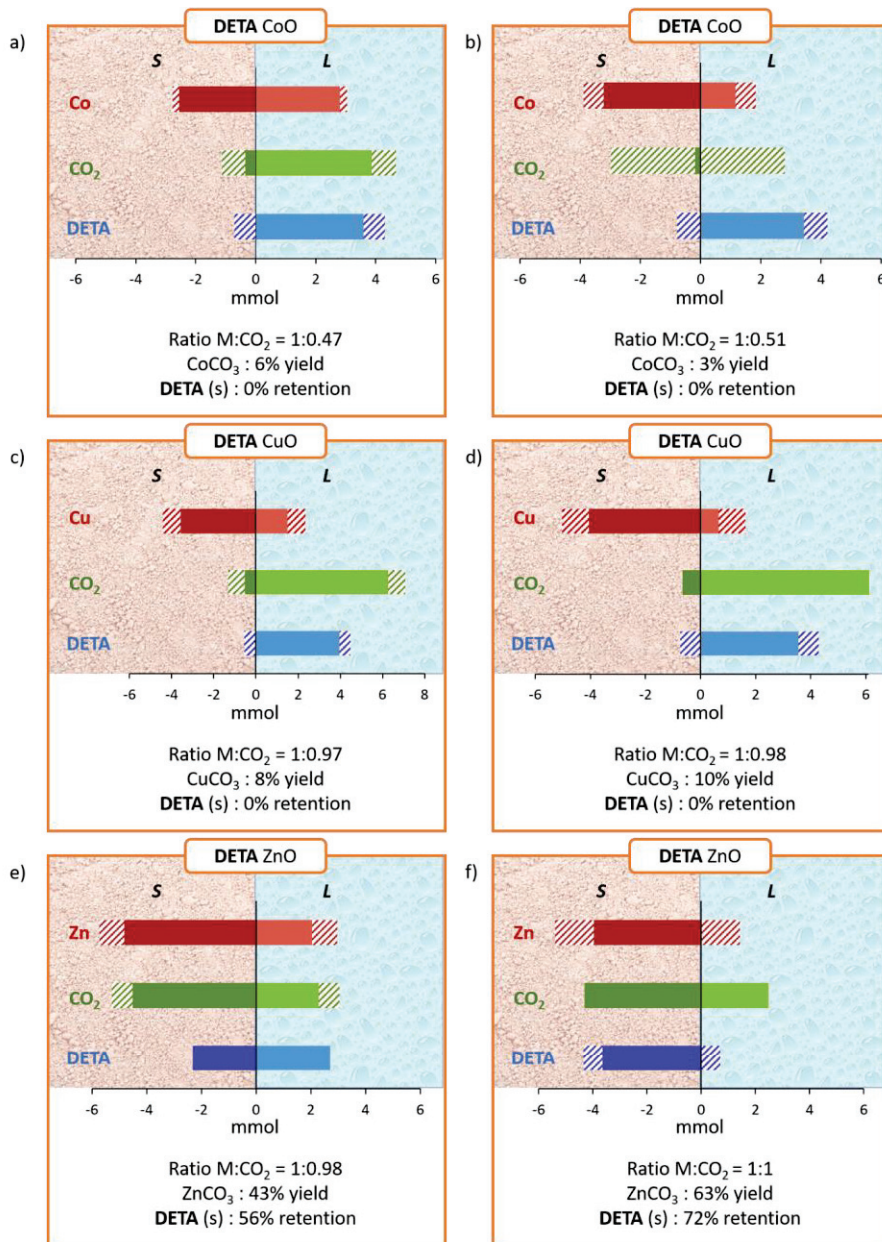 a)
DETA CoO
S L
Co
CO₂
DETA
-6 -4 -2 0 2 4 6
mmol
Ratio M:CO₂ = 1:0.47
CoCO₃ : 6% yield
DETA (s) : 0% retention
b)
DETA CoO
S L
Co
CO₂
DETA
-6 -4 -2 0 2 4 6
mmol
Ratio M:CO₂ = 1:0.51
CoCO₃ : 3% yield
DETA (s) : 0% retention
c)
DETA CuO
S L
Cu
CO₂
DETA
-6 -4 -2 0 2 4 6 8
mmol
Ratio M:CO₂ = 1:0.97
CuCO₃ : 8% yield
DETA (s) : 0% retention
d)
DETA CuO
S L
Cu
CO₂
DETA
-6 -4 -2 0 2 4 6
mmol
Ratio M:CO₂ = 1:0.98
CuCO₃ : 10% yield
DETA (s) : 0% retention
e)
DETA ZnO
S L
Zn
CO₂
DETA
-6 -4 -2 0 2 4 6
mmol
Ratio M:CO₂ = 1:0.98
ZnCO₃ : 43% yield
DETA (s) : 56% retention
f)
DETA ZnO
S L
Zn
CO₂
DETA
-6 -4 -2 0 2 4 6
mmol
Ratio M:CO₂ = 1:1
ZnCO₃ : 63% yield
DETA (s) : 72% retention